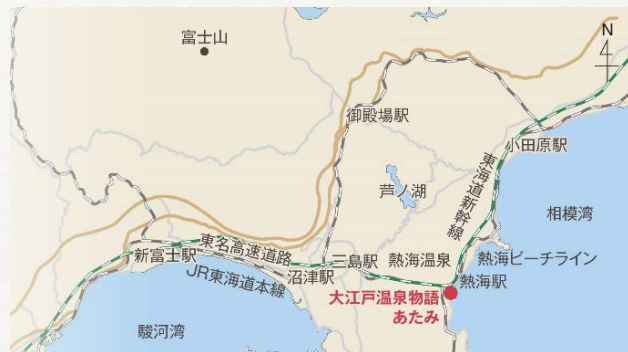 富士山
N
御殿場駅
小田原駅
東海道新幹線
芦ノ湖
相模湾
東名高速道路
新富士駅
三島駅
熱海温泉
熱海ビーチライン
沼津駅
JR東海道本線
熱海駅
大江戸温泉物語
あたみ
駿河湾